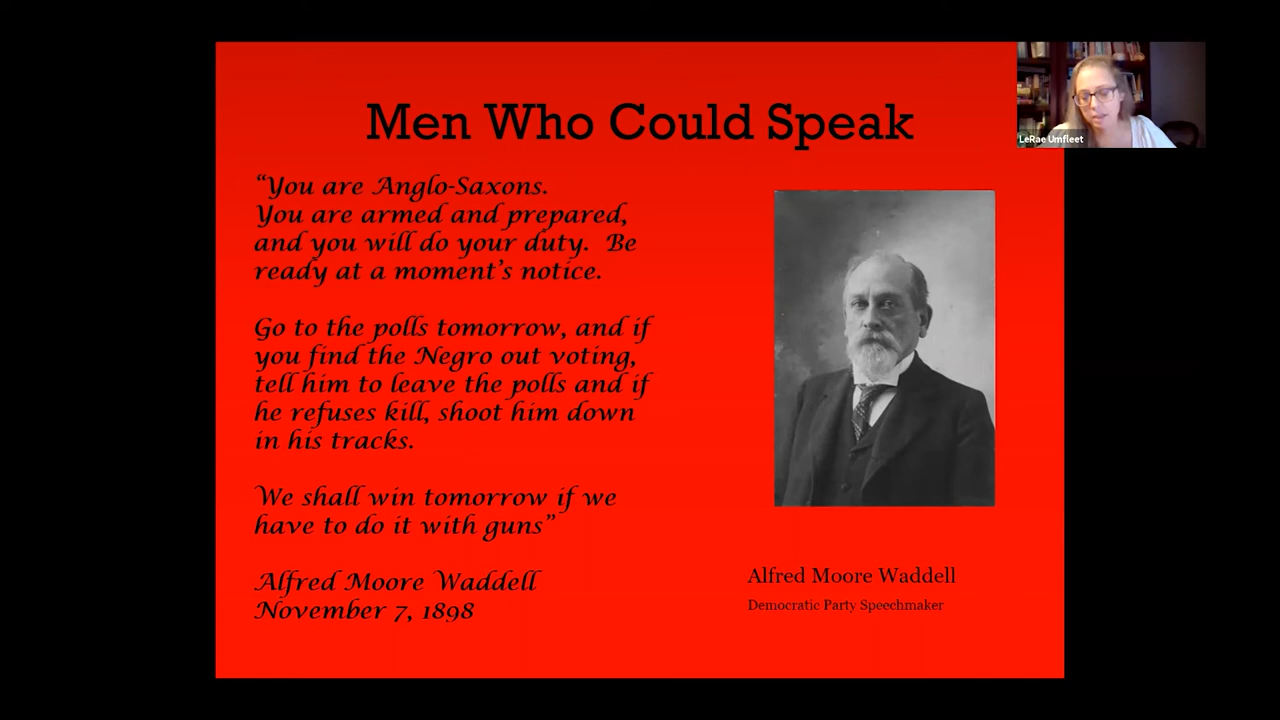 Men Who Could Speak
LeRae Umfleet
“You are Anglo-Saxons.
You are armed and prepared,
and you will do your duty. Be
ready at a moment’s notice.
Go to the polls tomorrow, and if
you find the Negro out voting,
tell him to leave the polls and if
he refuses kill, shoot him down
in his tracks.
We shall win tomorrow if we
have to do it with guns”
Alfred Moore Waddell
November 7, 1898
Alfred Moore Waddell
Democratic Party Speechmaker